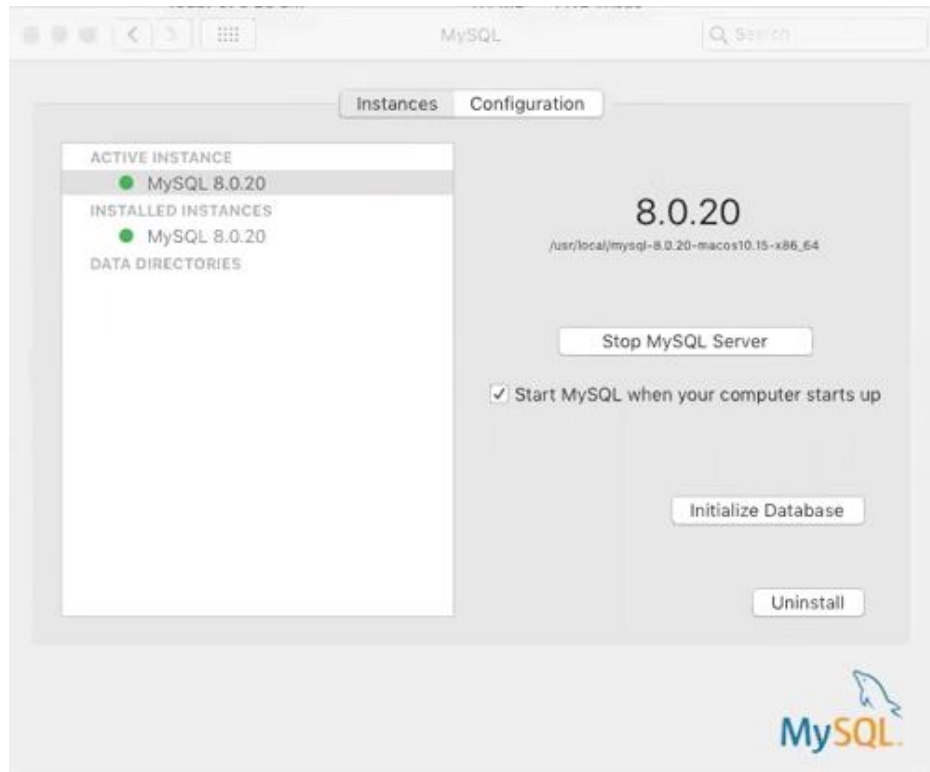 MySQL
Search
Instances Configuration
ACTIVE INSTANCE
MySQL 8.0.20
INSTALLED INSTANCES
MySQL 8.0.20
DATA DIRECTORIES
8.0.20
/usr/local/mysql-8.0.20-macos10.15-x86_64
Stop MySQL Server
Start MySQL when your computer starts up
Initialize Database
Uninstall
MySQL.